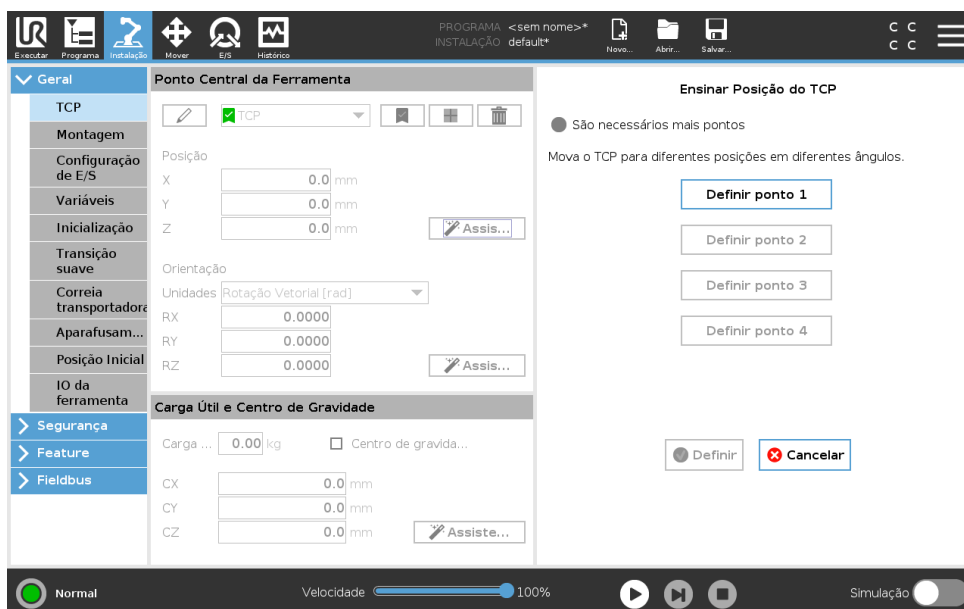 UR
PROGRAMA <sem nome>*
INSTALAÇÃO default*
Executar
Programa
Instalação
Mover
E/S
Histórico
Novo...
Abrir...
Salvar...
C C
C C
Geral
TCP
Montagem
Configuração
de E/S
Variáveis
Inicialização
Transição
suave
Correia
transportadora
Aparafusam...
Posição Inicial
IO da
ferramenta
Segurança
Feature
Fieldbus
Ponto Central da Ferramenta
TCP
Posição
X 0.0 mm
Y 0.0 mm
Z 0.0 mm
Assis...
Orientação
Unidades Rotação Vetorial [rad]
RX 0.0000
RY 0.0000
RZ 0.0000
Assis...
Carga Útil e Centro de Gravidade
Carga ... 0.00 kg
Centro de gravida...
CX 0.0 mm
CY 0.0 mm
CZ 0.0 mm
Assiste...
Ensinar Posição do TCP
São necessários mais pontos
Mova o TCP para diferentes posições em diferentes ângulos.
Definir ponto 1
Definir ponto 2
Definir ponto 3
Definir ponto 4
Definir
Cancelar
Normal
Velocidade 100%
Simulação